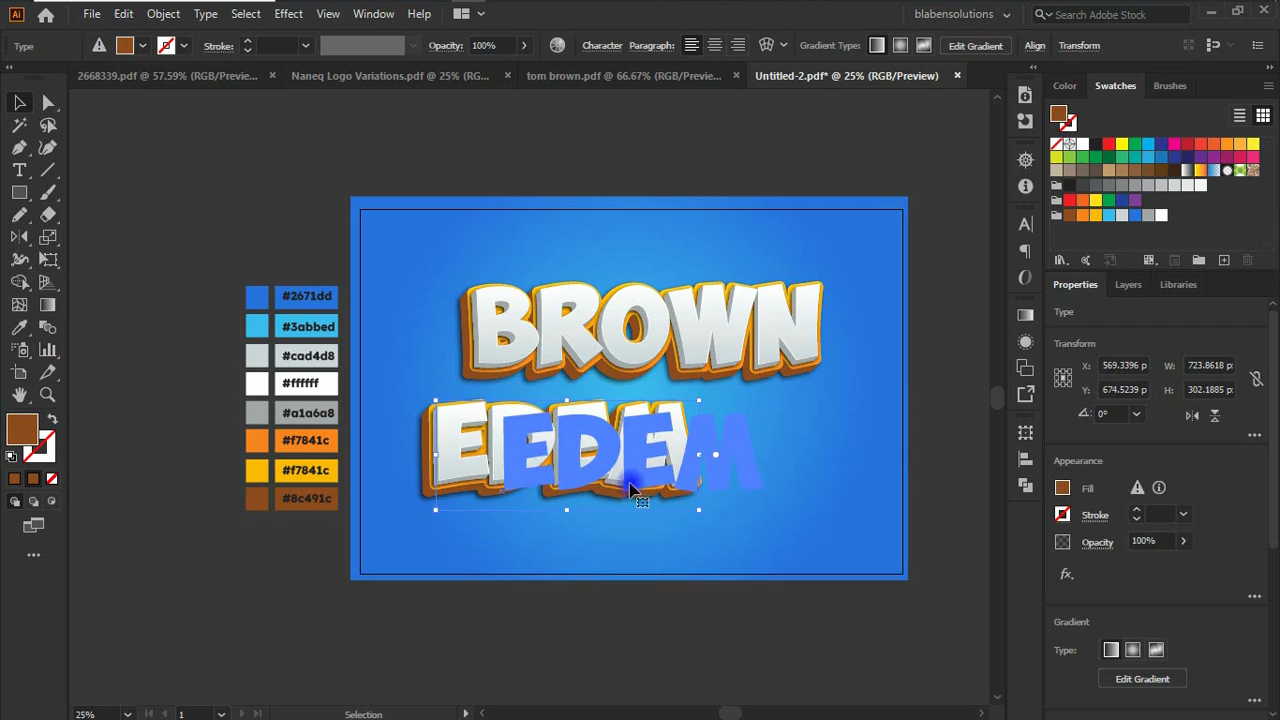 Ai File Edit Object Type Select Effect View Window Help blabensolutions Search Adobe Stock
Type Stroke: Opacity: 100% Character Paragraph: Gradient Type: Edit Gradient Align Transform
2668339.pdf @ 57.59% (RGB/Previe... Naneq Logo Variations.pdf @ 25% (RG... tom brown.pdf @ 66.67% (RGB/Previe... Untitled-2.pdf* @ 25% (RGB/Preview)
Color Swatches Brushes
BROWN
EDEM
#2671dd
#3abbed
#cad4d8
#ffffff
#a1a6a8
#f7841c
#f7841c
#8c491c
Properties Layers Libraries
Type
Transform
X: 569.3396 p W: 723.8618 p
Y: 674.5239 p H: 302.1885 p
0°
Appearance
Fill
Stroke
Opacity 100%
fx.
Gradient
Type:
Edit Gradient
25% 1 Selection